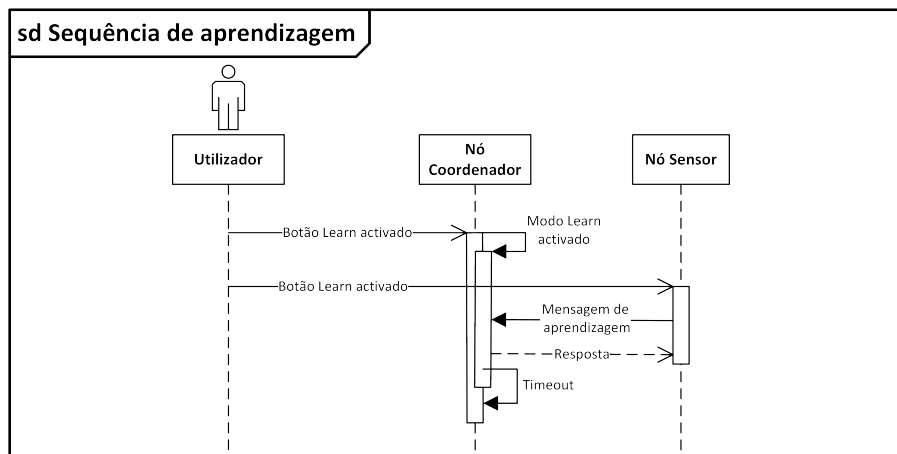 sd Sequência de aprendizagem
Utilizador
Nó
Coordenador
Nó Sensor
Modo Learn
activado
Botão Learn activado
Botão Learn activado
Mensagem de
aprendizagem
Resposta
Timeout